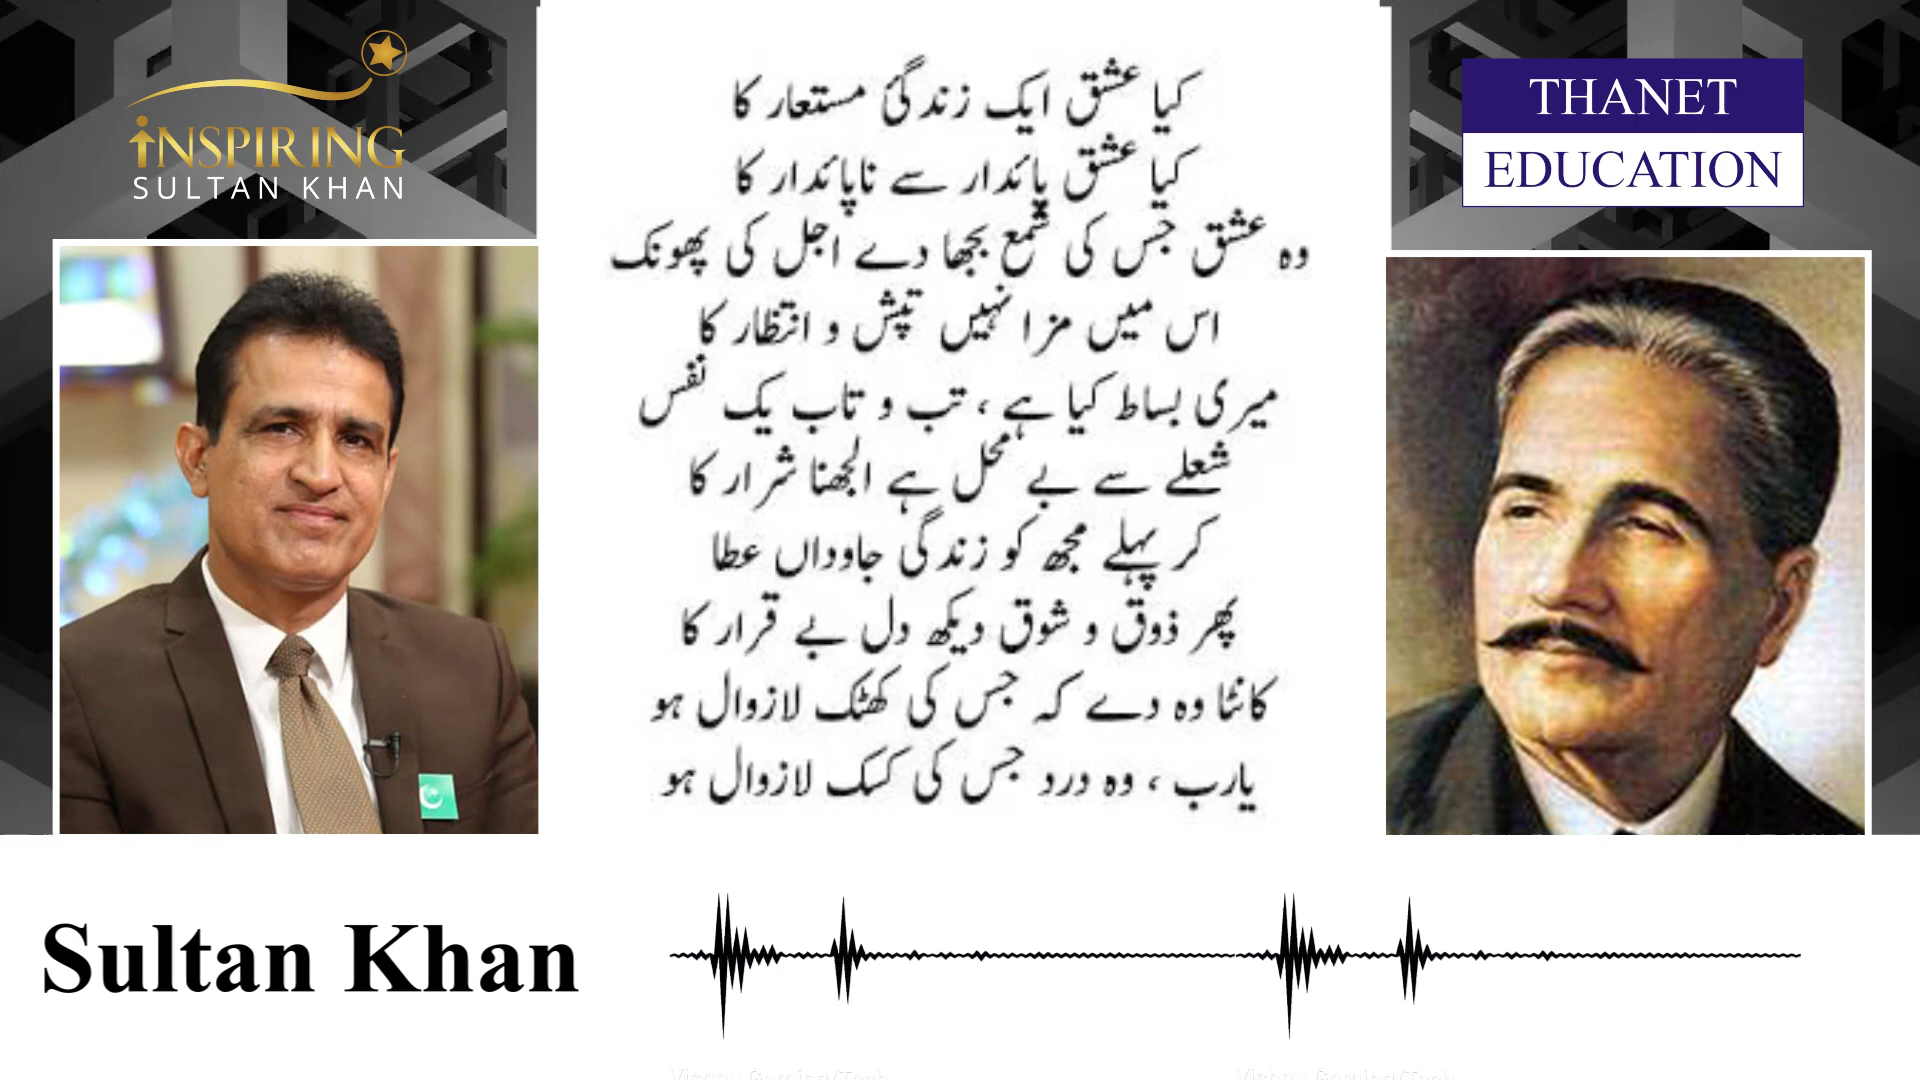 INSPIRING
SULTAN KHAN
THANET
EDUCATION
کیا عشق ایک زندگیٔ مستعار کا
کیا عشق پائدار سے ناپائدار کا
وہ عشق جس کی شمع بجھا دے اجل کی پھونک
اس میں مزا نہیں تپش و انتظار کا
میری بساط کیا ہے ، تب و تاب یک نفس
شعلے سے بے محل ہے الجھنا شرار کا
کر پہلے مجھ کو زندگی جاوداں عطا
پھر ذوق و شوق دیکھ دل بے قرار کا
کانٹا وہ دے کہ جس کی کھٹک لازوال ہو
یارب ، وہ درد جس کی کسک لازوال ہو
Sultan Khan